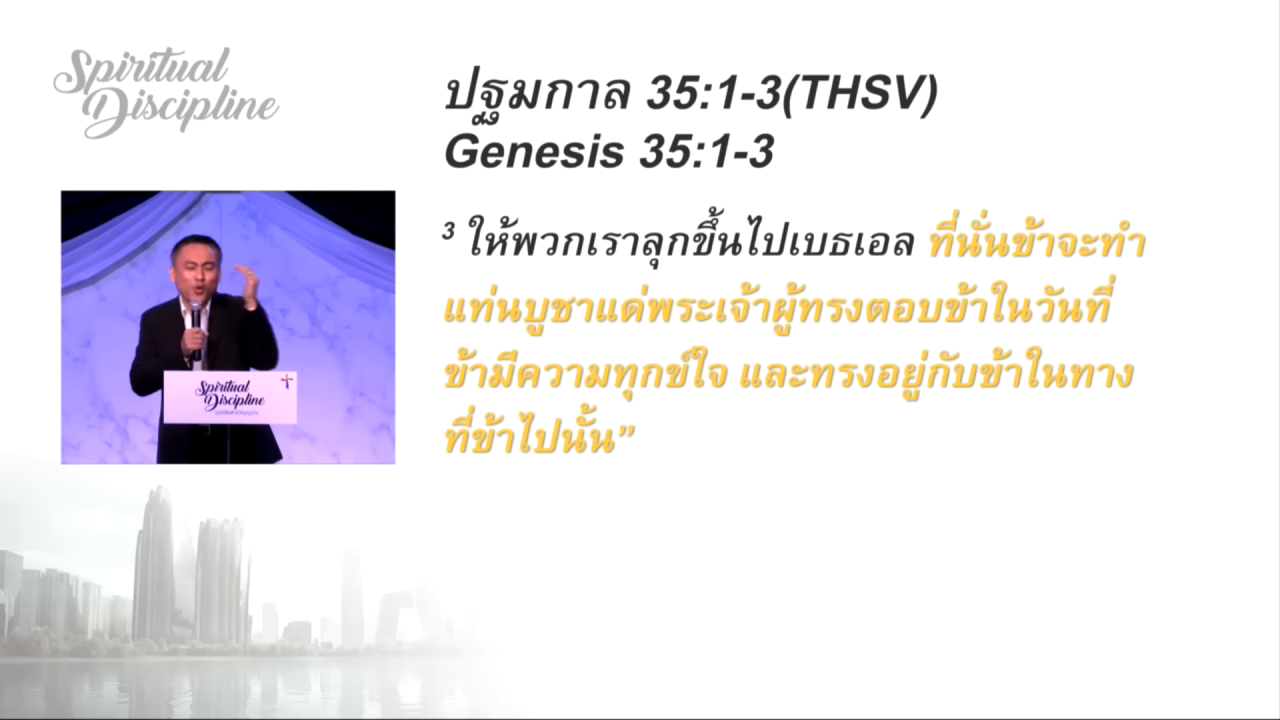 Spiritual
Discipline
ปฐมกาล 35:1-3(THSV)
Genesis 35:1-3
3 ให้พวกเราลุกขึ้นไปเบธเอล ที่นั่นข้าจะทำ
แท่นบูชาแด่พระเจ้าผู้ทรงตอบข้าในวันที่
ข้ามีความทุกข์ใจ และทรงอยู่กับข้าในทาง
ที่ข้าไปนั้น”
Spiritual
Discipline